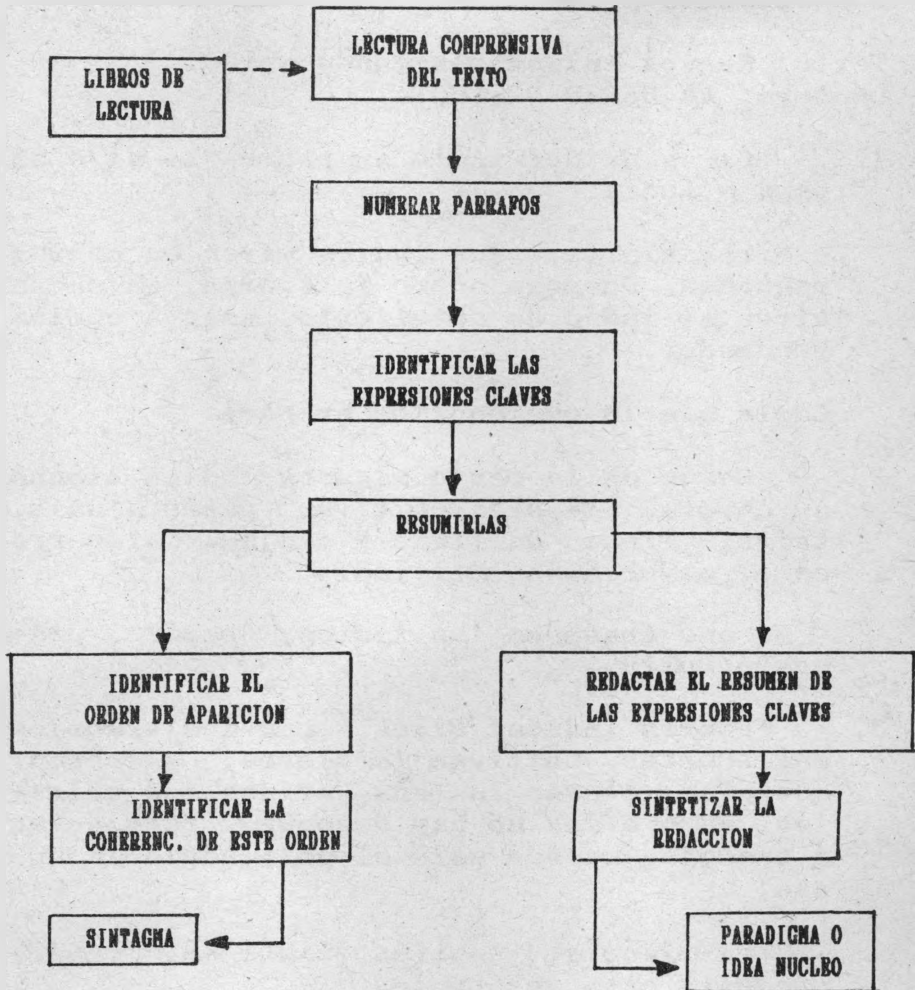 LECTURA COMPRENSIVA
DEL TEXTO
LIBROS DE
LECTURA
NUMERAR PARRAFOS
IDENTIFICAR LAS
EXPRESIONES CLAVES
RESUMIRLAS
IDENTIFICAR EL
ORDEN DE APARICION
REDACTAR EL RESUMEN DE
LAS EXPRESIONES CLAVES
IDENTIFICAR LA
COHERENC. DE ESTE ORDEN
SINTETIZAR LA
REDACCION
SINTAGMA
PARADIGMA O
IDEA NUCLEO